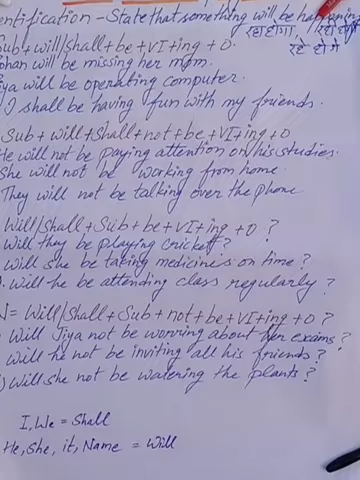 entification - State that something will be happening
रहा होगा, रही होगी
रहे होंगे
Sub + will/shall + be + VI + ing + O.
ohan will be missing her mom.
iya will be operating computer.
I shall be having fun with my friends.
Sub + will + shall + not + be + VI + ing + O
He will not be paying attention on his studies.
She will not be working from home.
They will not be talking over the phone
Will/shall + Sub + be + VI + ing + O ?
Will they be playing cricket?
Will she be taking medicine's on time?
Will he be attending class regularly?
N = Will/shall + Sub + not + be + VI + ing + O ?
Will Jiya not be worring about her exams?
Will he not be inviting all his friends?
) Will she not be watering the plants?
I, We = Shall
He, She, it, Name = Will